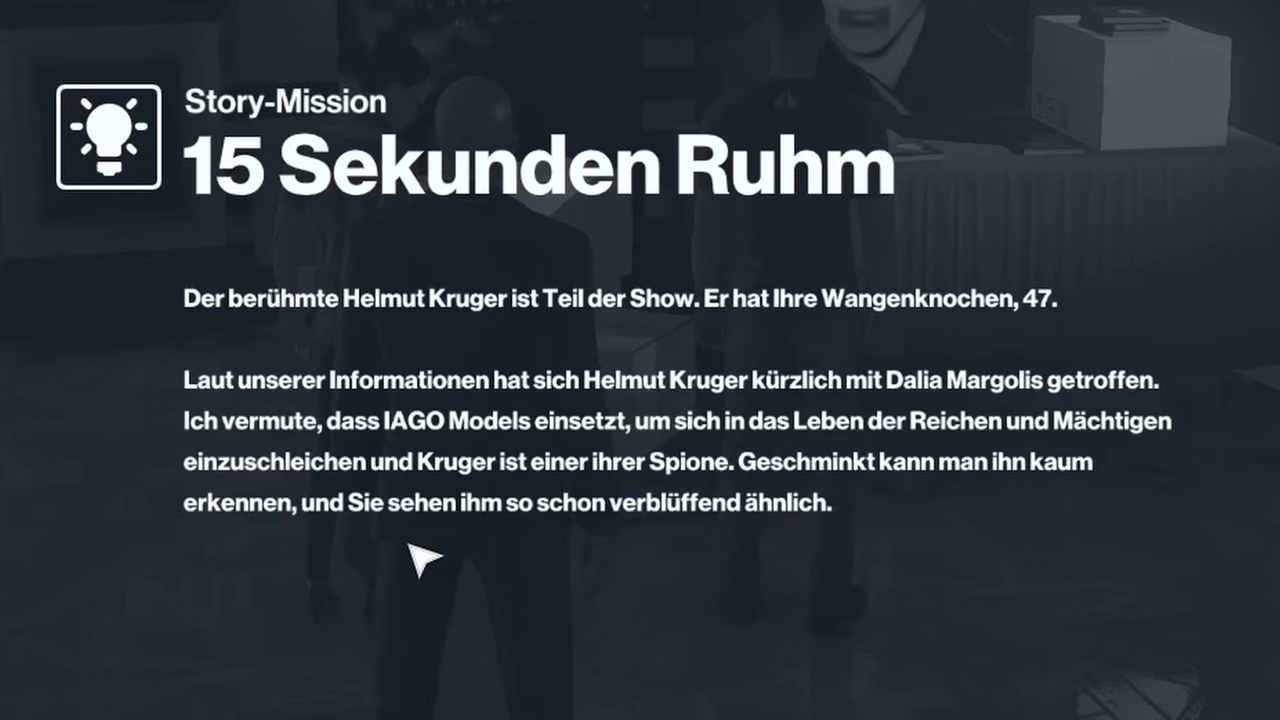 Story-Mission
15 Sekunden Ruhm
Der berühmte Helmut Kruger ist Teil der Show. Er hat Ihre Wangenknochen, 47.
Laut unserer Informationen hat sich Helmut Kruger kürzlich mit Dalia Margolis getroffen.
Ich vermute, dass IAGO Models einsetzt, um sich in das Leben der Reichen und Mächtigen
einzuschleichen und Kruger ist einer ihrer Spione. Geschminkt kann man ihn kaum
erkennen, und Sie sehen ihm so schon verblüffend ähnlich.